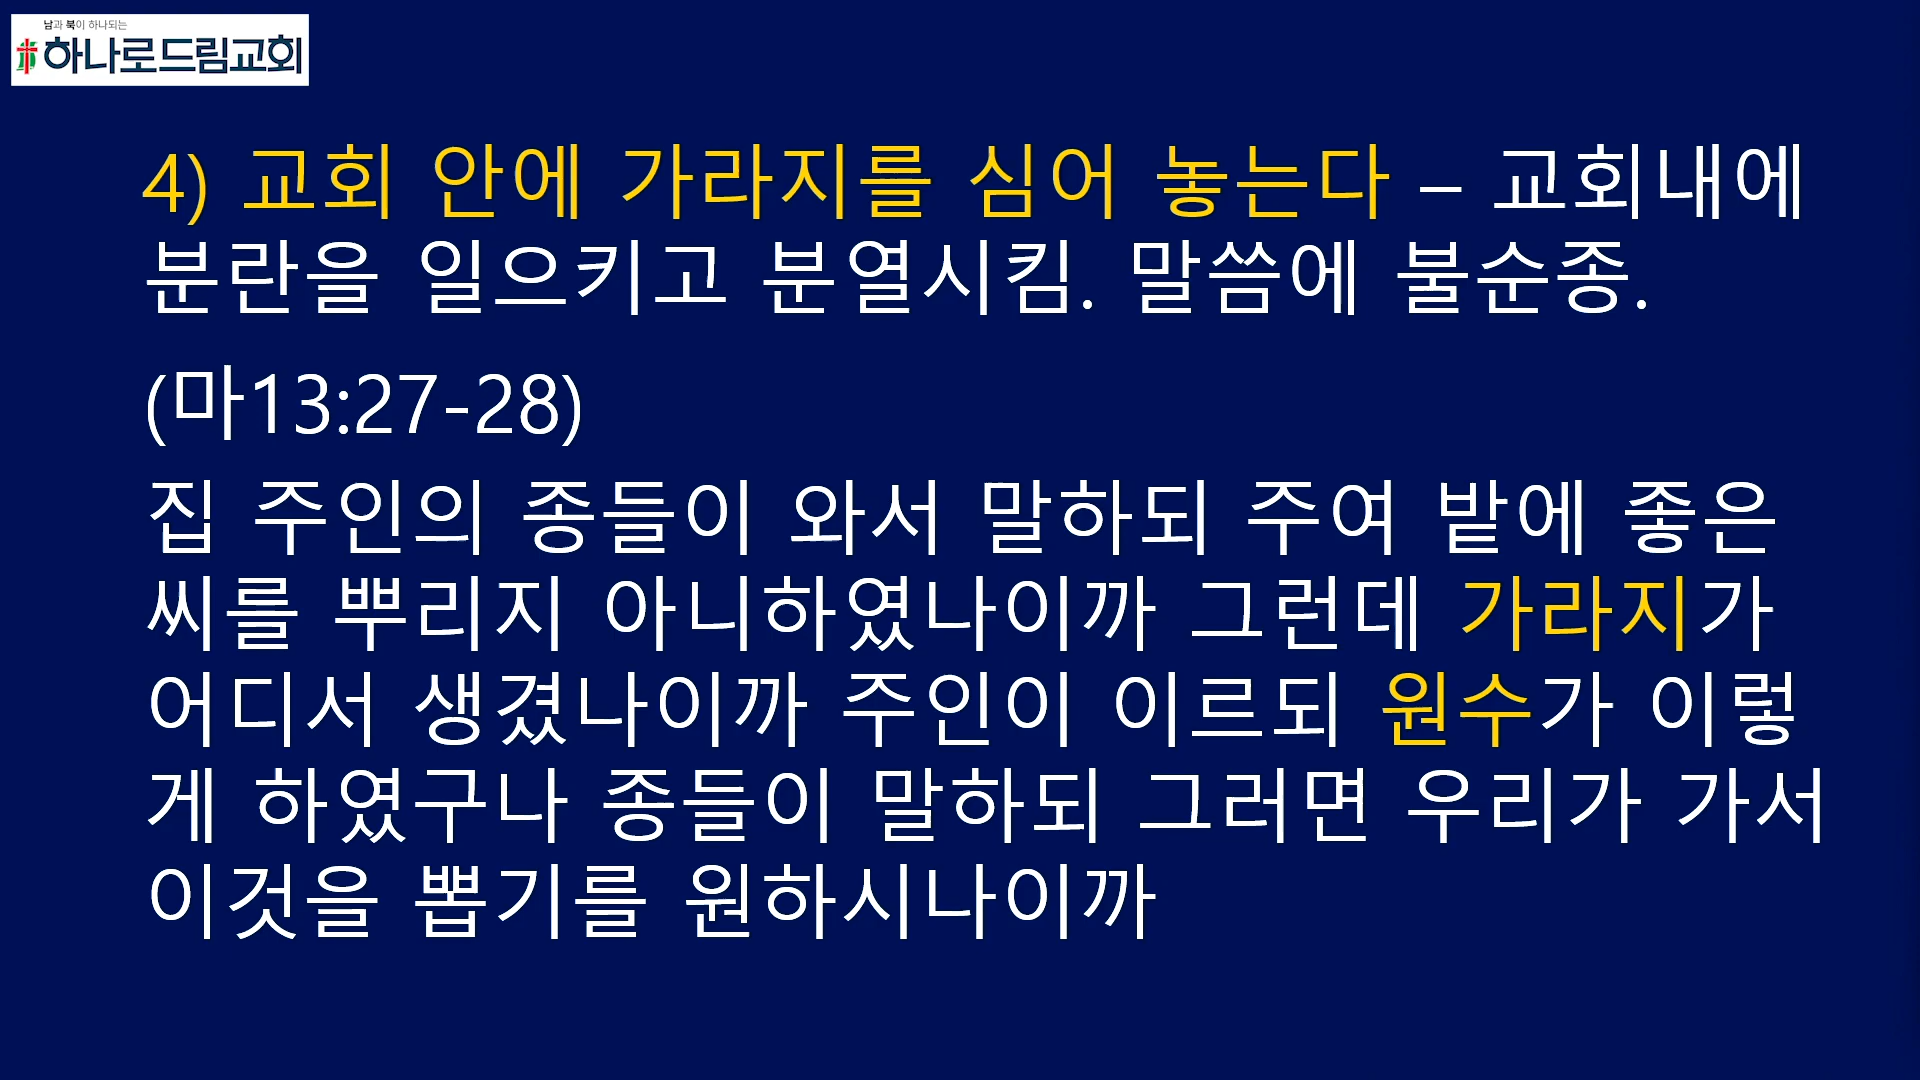 남과 북이 하나되는
하나로드림교회
4) 교회 안에 가라지를 심어 놓는다 – 교회내에
분란을 일으키고 분열시킴. 말씀에 불순종.
(마13:27-28)
집 주인의 종들이 와서 말하되 주여 밭에 좋은
씨를 뿌리지 아니하였나이까 그런데 가라지가
어디서 생겼나이까 주인이 이르되 원수가 이렇
게 하였구나 종들이 말하되 그러면 우리가 가서
이것을 뽑기를 원하시나이까